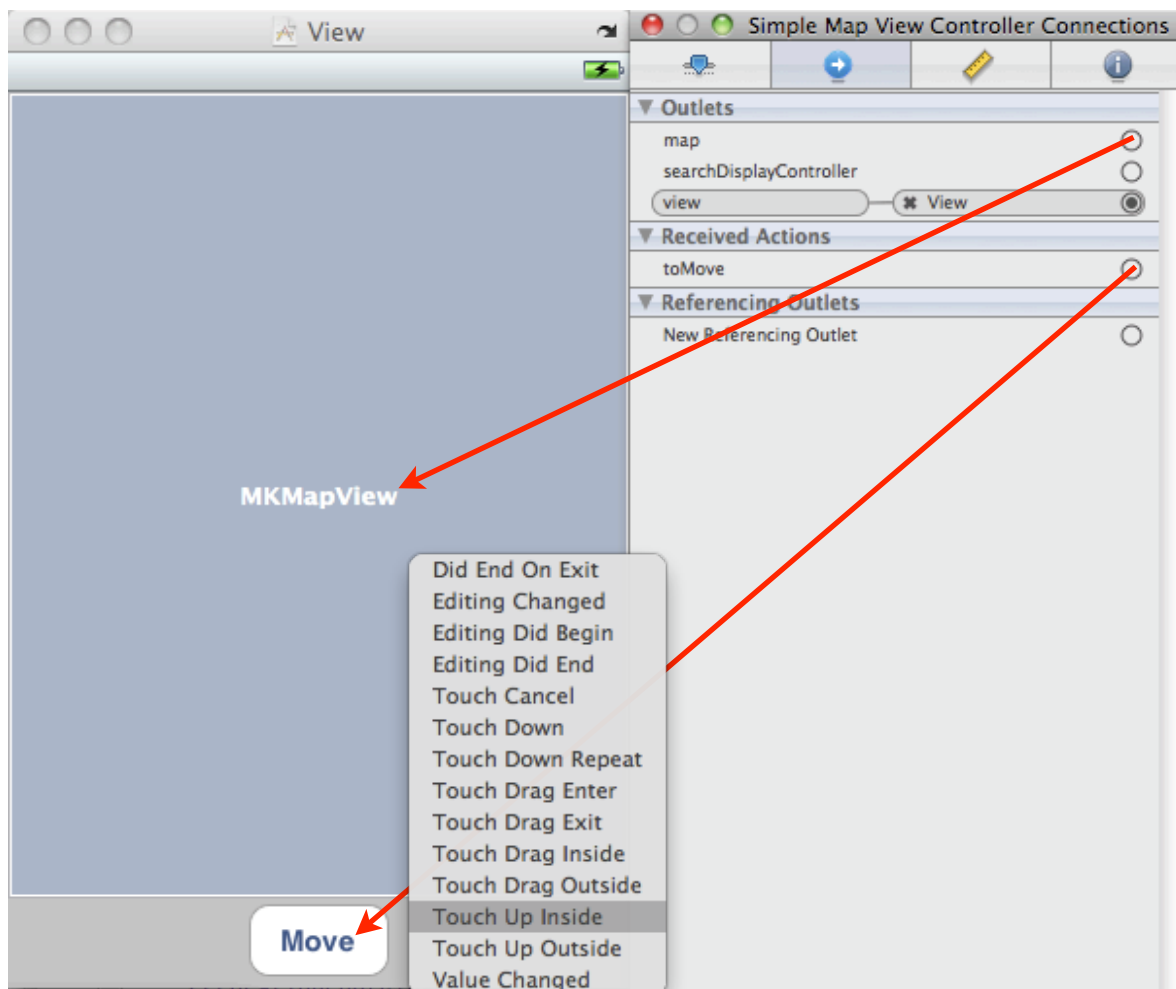 View
Simple Map View Controller Connections
Outlets
map
searchDisplayController
view
View
Received Actions
toMove
Referencing Outlets
New Referencing Outlet
MKMapView
Did End On Exit
Editing Changed
Editing Did Begin
Editing Did End
Touch Cancel
Touch Down
Touch Down Repeat
Touch Drag Enter
Touch Drag Exit
Touch Drag Inside
Touch Drag Outside
Touch Up Inside
Touch Up Outside
Value Changed
Move